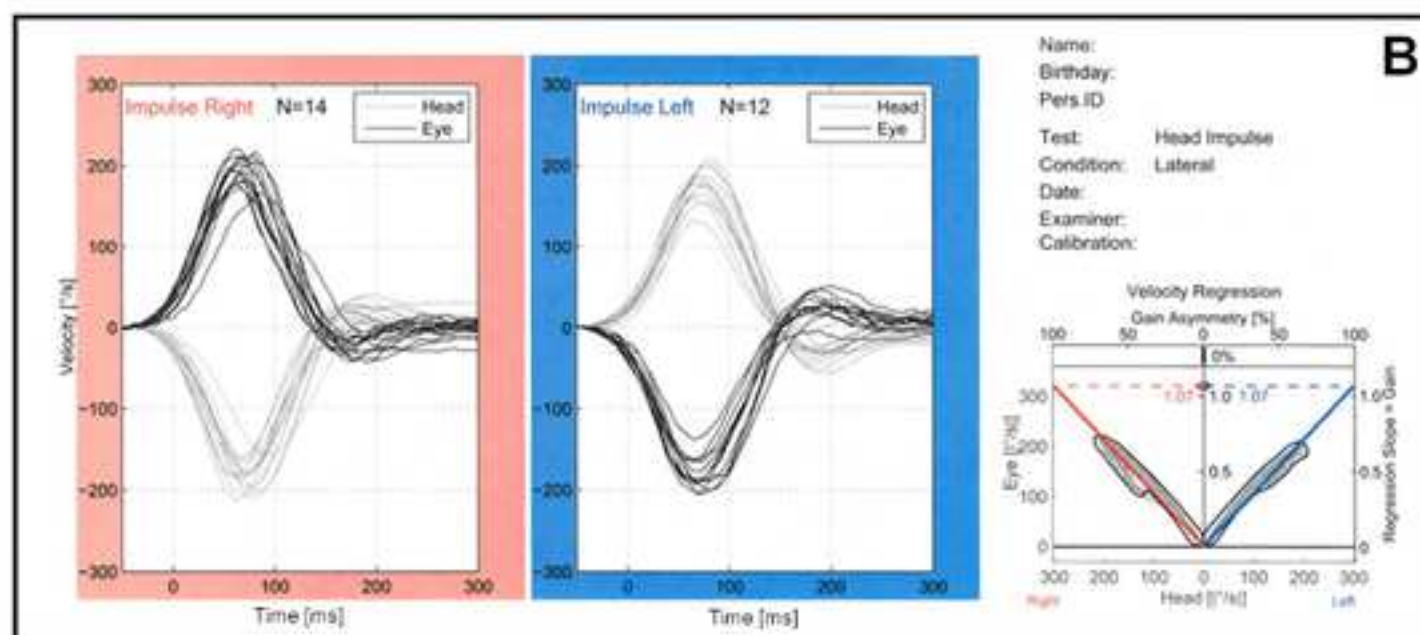 B
Impulse Right N=14
Head
Eye
300
200
100
0
−100
−200
−300
Velocity [°/s]
0 100 200 300
Time [ms]
Impulse Left N=12
Head
Eye
300
200
100
0
−100
−200
−300
0 100 200 300
Time [ms]
Name:
Birthday:
Pers.ID
Test: Head Impulse
Condition: Lateral
Date:
Examiner:
Calibration:
Velocity Regression
Gain Asymmetry [%]
100 50 0 50 100
0%
1.07 1.0 1.07
0.5
300
200
100
0
Eye [(°/s)]
1.0
0.5
0
Regression Slope = Gain
300 200 100 0 100 200 300
Right Head [(°/s)] Left